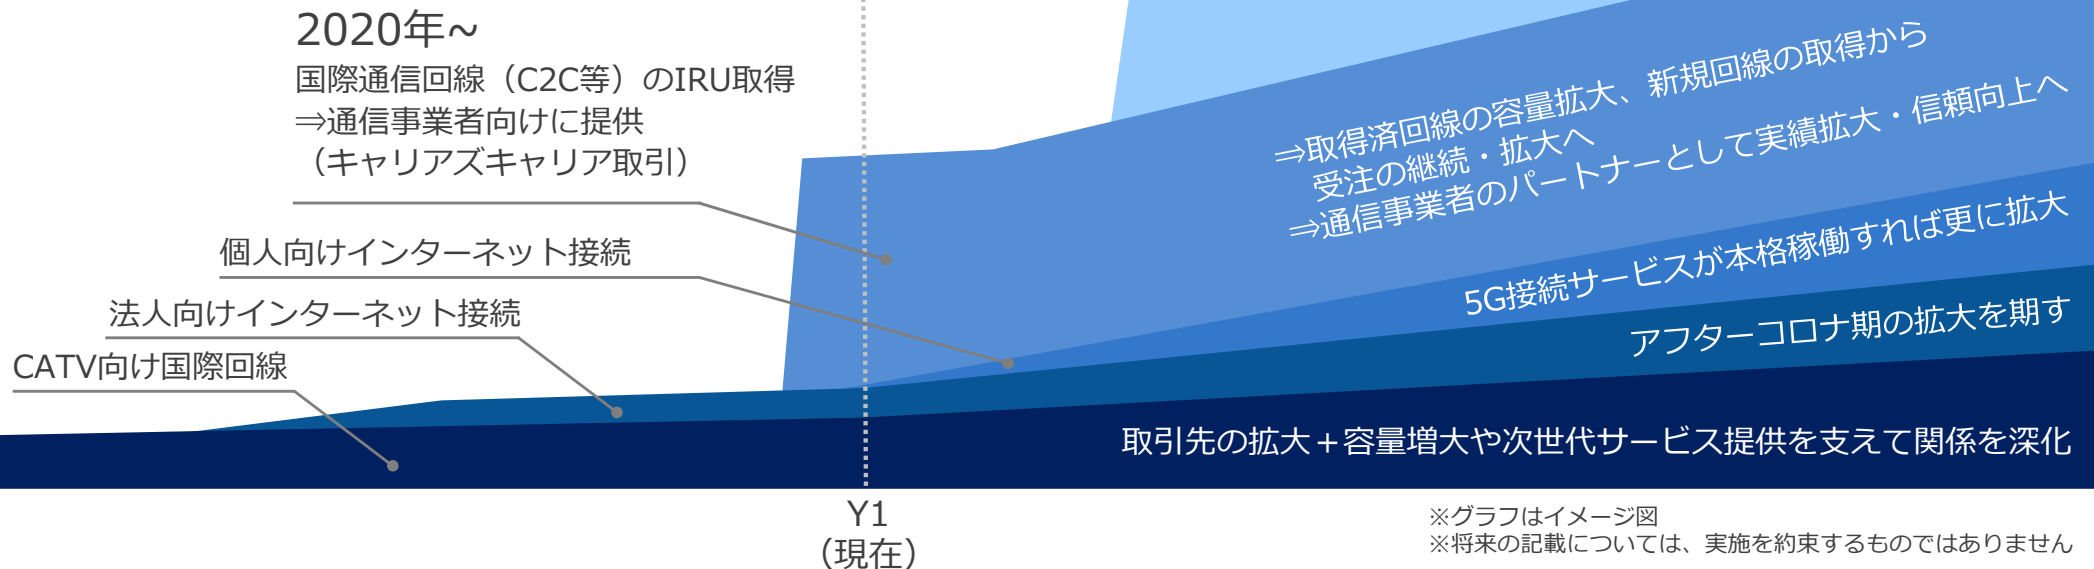 2020年~
国際通信回線（C2C等）のIRU取得
⇒通信事業者向けに提供
（キャリアズキャリア取引）
個人向けインターネット接続
法人向けインターネット接続
CATV向け国際回線
⇒取得済回線の容量拡大、新規回線の取得から
受注の継続・拡大へ
⇒通信事業者のパートナーとして実績拡大・信頼向上へ
5G接続サービスが本格稼働すれば更に拡大
アフターコロナ期の拡大を期す
取引先の拡大＋容量増大や次世代サービス提供を支えて関係を深化
Y1
（現在）
※グラフはイメージ図
※将来の記載については、実施を約束するものではありません